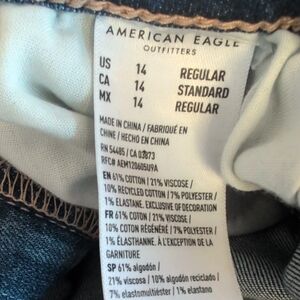 AMERICAN EAGLE
OUTFITTERS
US 14 REGULAR
CA 14 STANDARD
MX 14 REGULAR
MADE IN CHINA / FABRIQUÉ EN
CHINE / HECHO EN CHINA
RN 54485 / CA 03873
RFC# AEM120605U9A
EN 61% COTTON / 21% VISCOSE /
10% RECYCLED COTTON / 7% POLYESTER /
1% ELASTANE, EXCLUSIVE OF DECORATION
FR 61% COTON / 21% VISCOSE /
10% COTON RÉGÉNÉRÉ / 7% POLYESTER /
1% ÉLASTHANNE, À L'EXCEPTION DE LA
GARNITURE
SP 61% algodón /
21% viscosa / 10% algodón reciclado /
7% elastomultiéster / 1% elastano